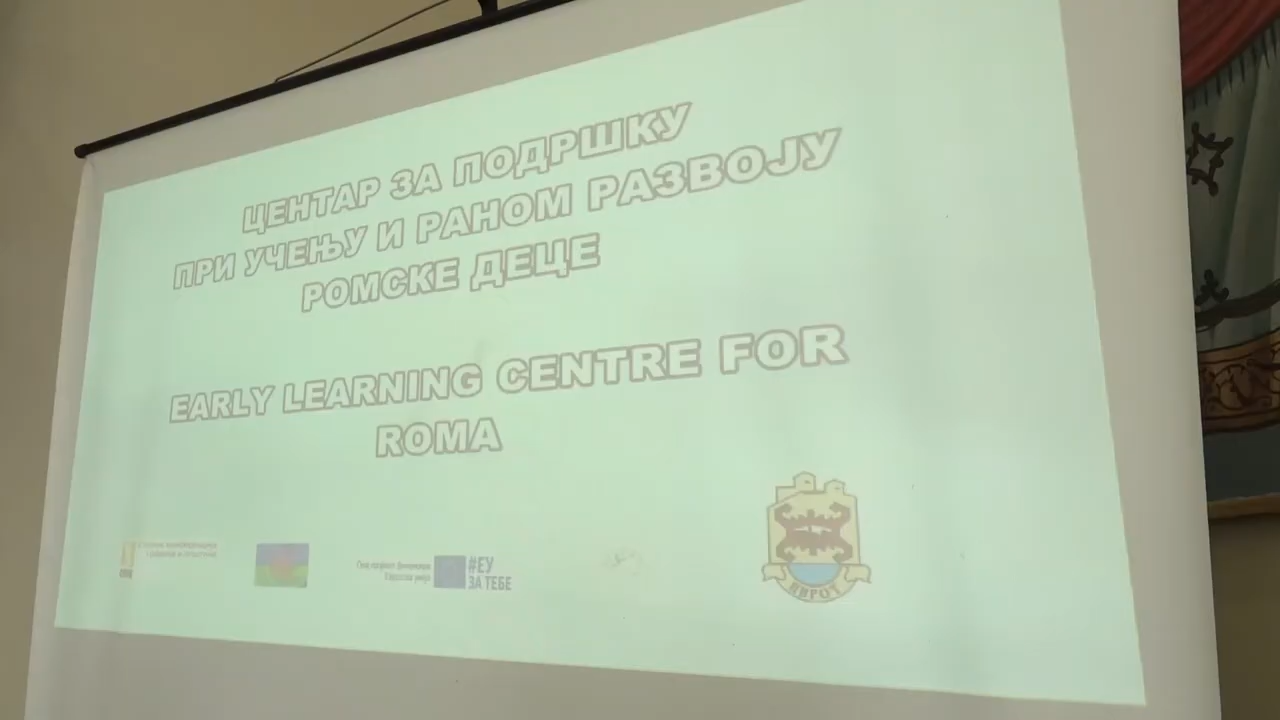 ЦЕНТАР ЗА ПОДРШКУ
ПРИ УЧЕЊУ И РАНОМ РАЗВОЈУ
РОМСКЕ ДЕЦЕ
EARLY LEARNING CENTRE FOR
ROMA
#ЕУ
ЗА ТЕБЕ
ПИРОТ